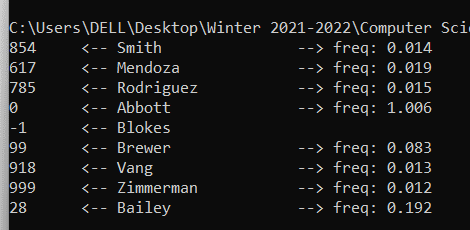 C:\Users\DELL\Desktop\Winter 2021-2022\Computer Sci
854 <-- Smith --> freq: 0.014
617 <-- Mendoza --> freq: 0.019
785 <-- Rodriguez --> freq: 0.015
0 <-- Abbott --> freq: 1.006
-1 <-- Blokes
99 <-- Brewer --> freq: 0.083
918 <-- Vang --> freq: 0.013
999 <-- Zimmerman --> freq: 0.012
28 <-- Bailey --> freq: 0.192